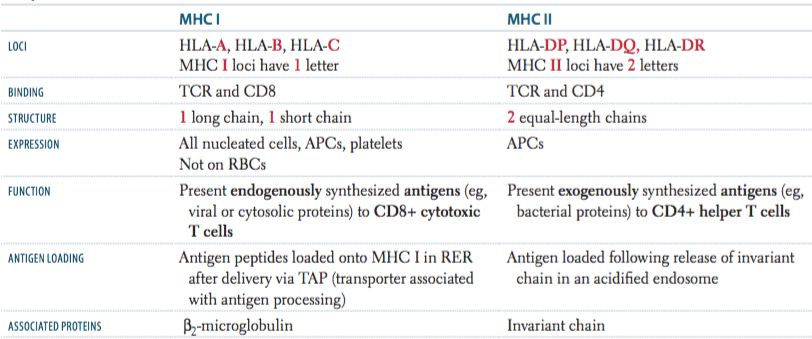 MHC I MHC II
LOCI HLA-A, HLA-B, HLA-C HLA-DP, HLA-DQ, HLA-DR
MHC I loci have 1 letter MHC II loci have 2 letters
BINDING TCR and CD8 TCR and CD4
STRUCTURE 1 long chain, 1 short chain 2 equal-length chains
EXPRESSION All nucleated cells, APCs, platelets APCs
Not on RBCs
FUNCTION Present endogenously synthesized antigens (eg, Present exogenously synthesized antigens (eg,
viral or cytosolic proteins) to CD8+ cytotoxic bacterial proteins) to CD4+ helper T cells
T cells
ANTIGEN LOADING Antigen peptides loaded onto MHC I in RER Antigen loaded following release of invariant
after delivery via TAP (transporter associated chain in an acidified endosome
with antigen processing)
ASSOCIATED PROTEINS β₂-microglobulin Invariant chain